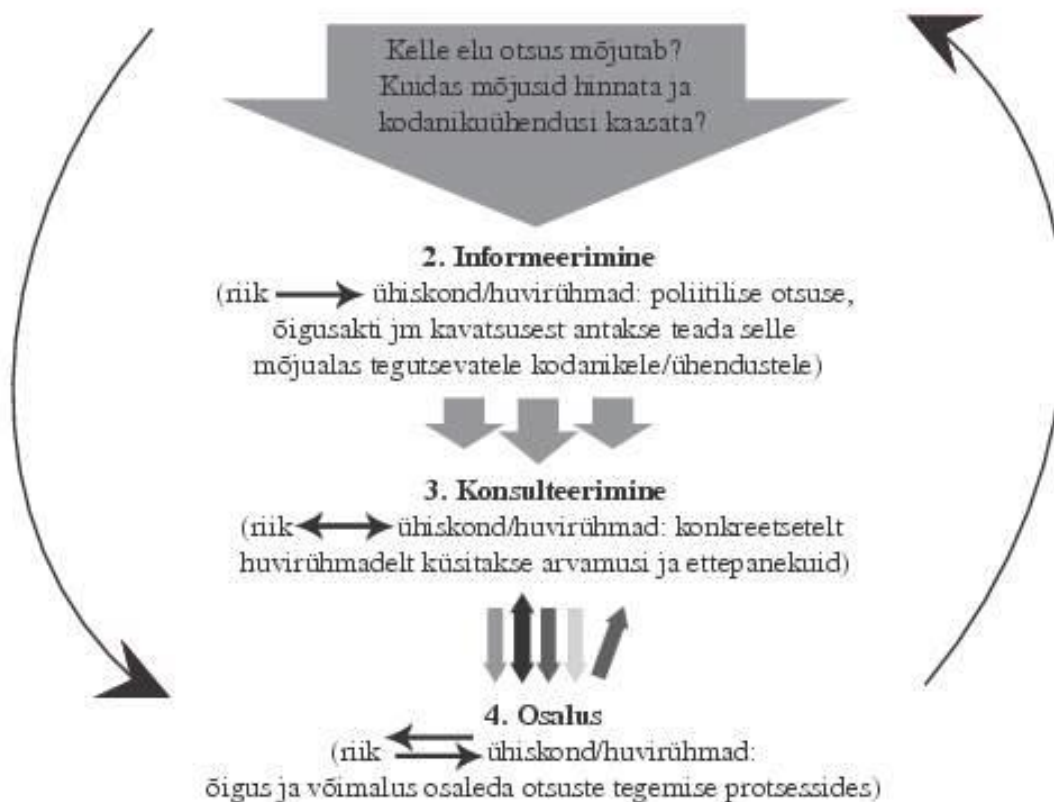 Kelle elu otsus mõjutab?
Kuidas mõjusid hinnata ja
kodanikuühendusi kaasata?
2. Informeerimine
(riik ühiskond/huvirühmad: poliitilise otsuse,
õigusakti jm kavatsusest antakse teada selle
mõjualas tegutsevatele kodanikele/ühendustele)
3. Konsulteerimine
(riik ühiskond/huvirühmad: konkreetsetelt
huvirühmadelt küsitakse arvamusi ja ettepanekuid)
4. Osalus
(riik ühiskond/huvirühmad:
õigus ja võimalus osaleda otsuste tegemise protsessides)